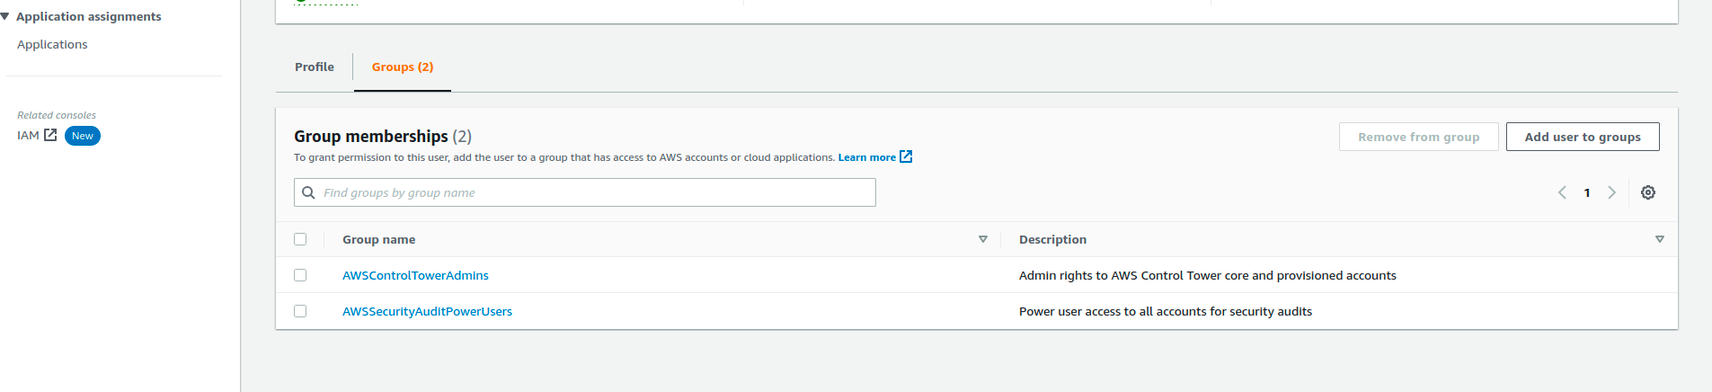 Application assignments
Applications
Related consoles
IAM New
Profile
Groups (2)
Group memberships (2)
Remove from group
Add user to groups
To grant permission to this user, add the user to a group that has access to AWS accounts or cloud applications. Learn more
Find groups by group name
1
Group name
Description
AWSControlTowerAdmins
Admin rights to AWS Control Tower core and provisioned accounts
AWSSecurityAuditPowerUsers
Power user access to all accounts for security audits